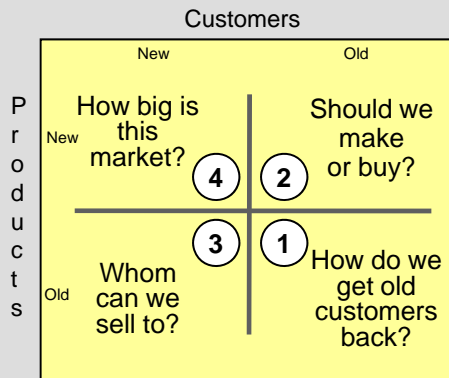 Customers
New
Old
P
r
o
d
u
c
t
s
New
How big is
this
market?
4
Should we
make
or buy?
2
Old
Whom
can we
sell to?
3
How do we
get old
customers
back?
1